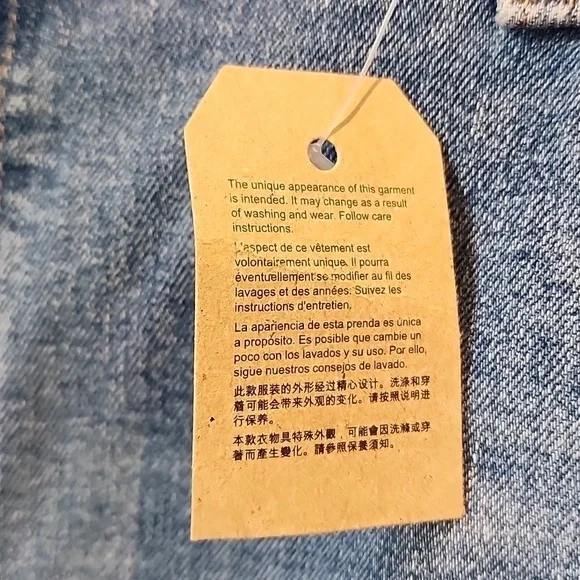 The unique appearance of this garment
is intended. It may change as a result
of washing and wear. Follow care
instructions.
L'aspect de ce vêtement est
volontairement unique. Il pourra
éventuellement se modifier au fil des
lavages et des années. Suivez les
instructions d'entretien.
La apariencia de esta prenda es única
a propósito. Es posible que cambie un
poco con los lavados y su uso. Por ello,
sigue nuestros consejos de lavado.
此款服装的外形经过精心设计。洗涤和穿
着可能会带来外观的变化。请按照说明进
行保养。
本款衣物具特殊外觀，可能會因洗滌或穿
著而產生變化。請參照保養須知。